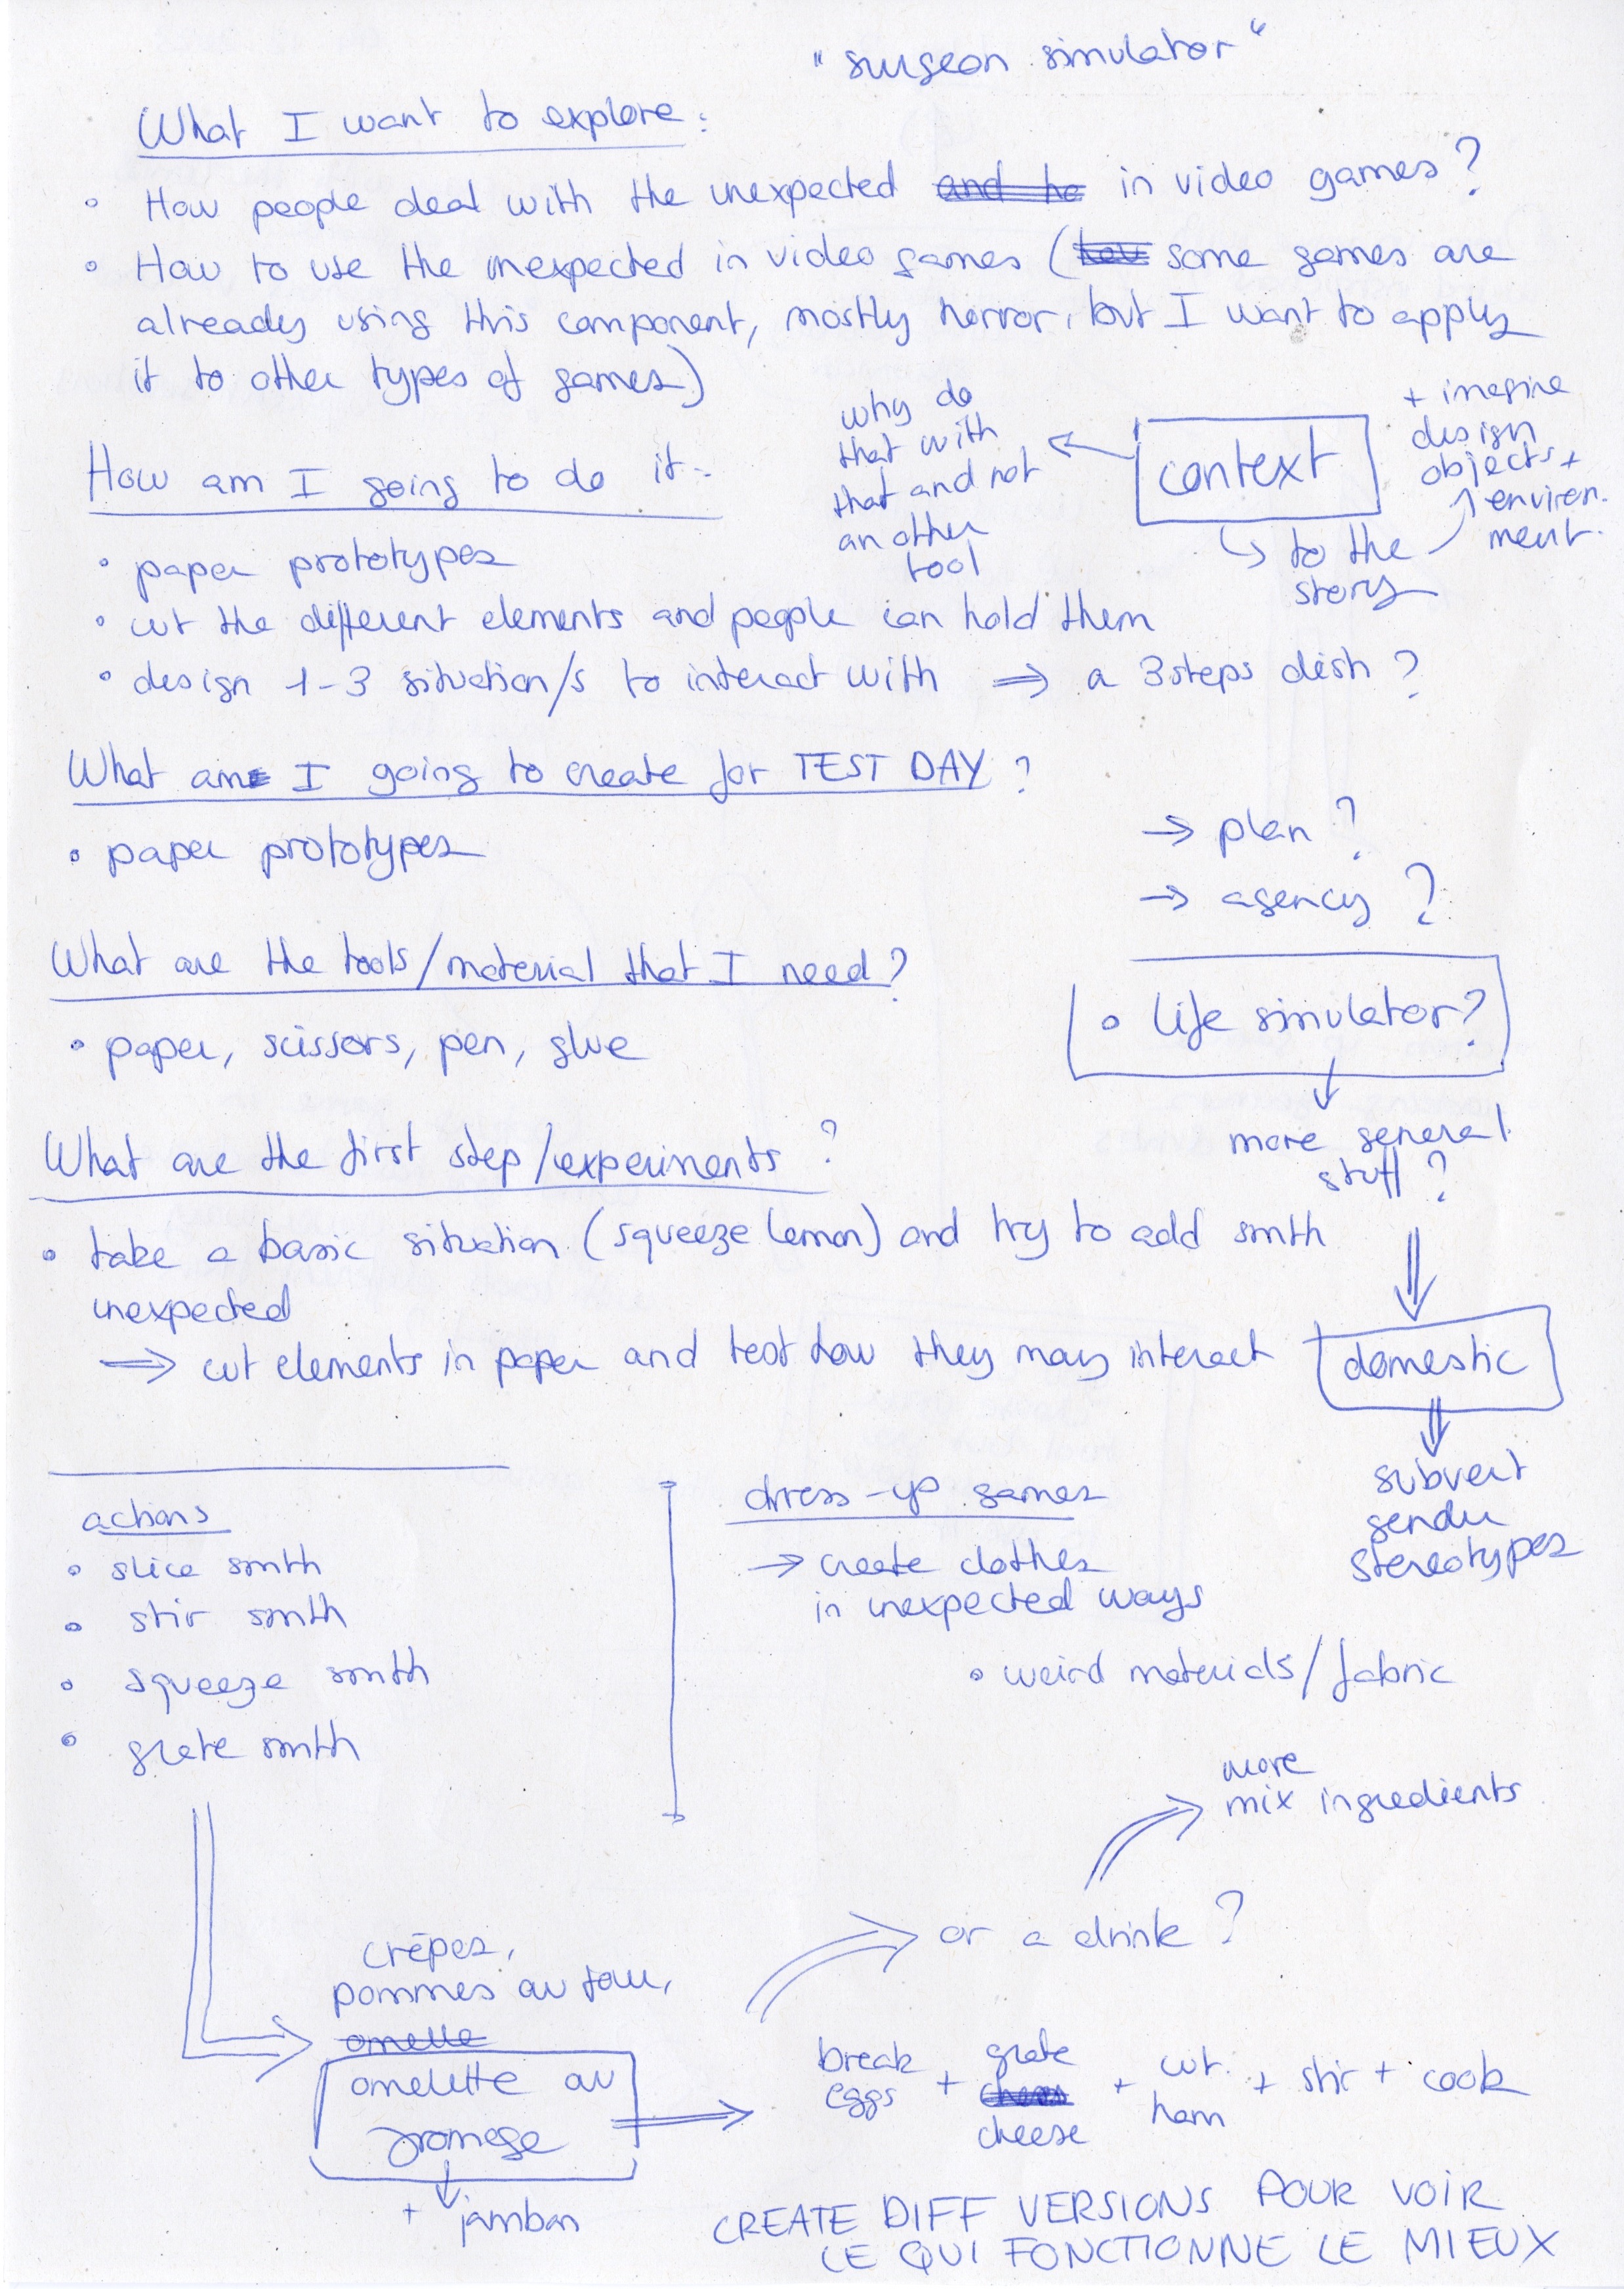 "surgeon simulator"
What I want to explore:
• How people deal with the unexpected and ho in video games?
• How to use the unexpected in video games (how some games are
already using this component, mostly horror, but I want to apply
it to other types of games)
why do
that with
that and not
another
tool
context
+ imagine
design
objects +
environ-
ment.
to the
story
How am I going to do it:
• paper prototypes
• cut the different elements and people can hold them
• design 1-3 situation/s to interact with ⇒ a 3 steps dish?
What am I going to create for TEST DAY?
• paper prototypes
→ plan?
→ agency?
What are the tools/material that I need?
• paper, scissors, pen, glue
• life simulator?
more general
stuff?
What are the first step/experiments?
• take a basic situation (squeeze lemon) and try to add smth
unexpected
⇒ cut elements in paper and test how they may interact
domestic
subvert
gender
stereotypes
actions
• slice smth
• stir smth
• squeeze smth
• grate smth
dress-up games
→ create clothes
in unexpected ways
• weird materials/fabric
more
mix ingredients
or a drink?
crêpes,
pommes au four,
omelle
omelette au
fromage
+ jambon
break
eggs
+
grate
cheese
+
cut
ham
+ stir + cook
CREATE DIFF VERSIONS POUR VOIR
CE QUI FONCTIONNE LE MIEUX